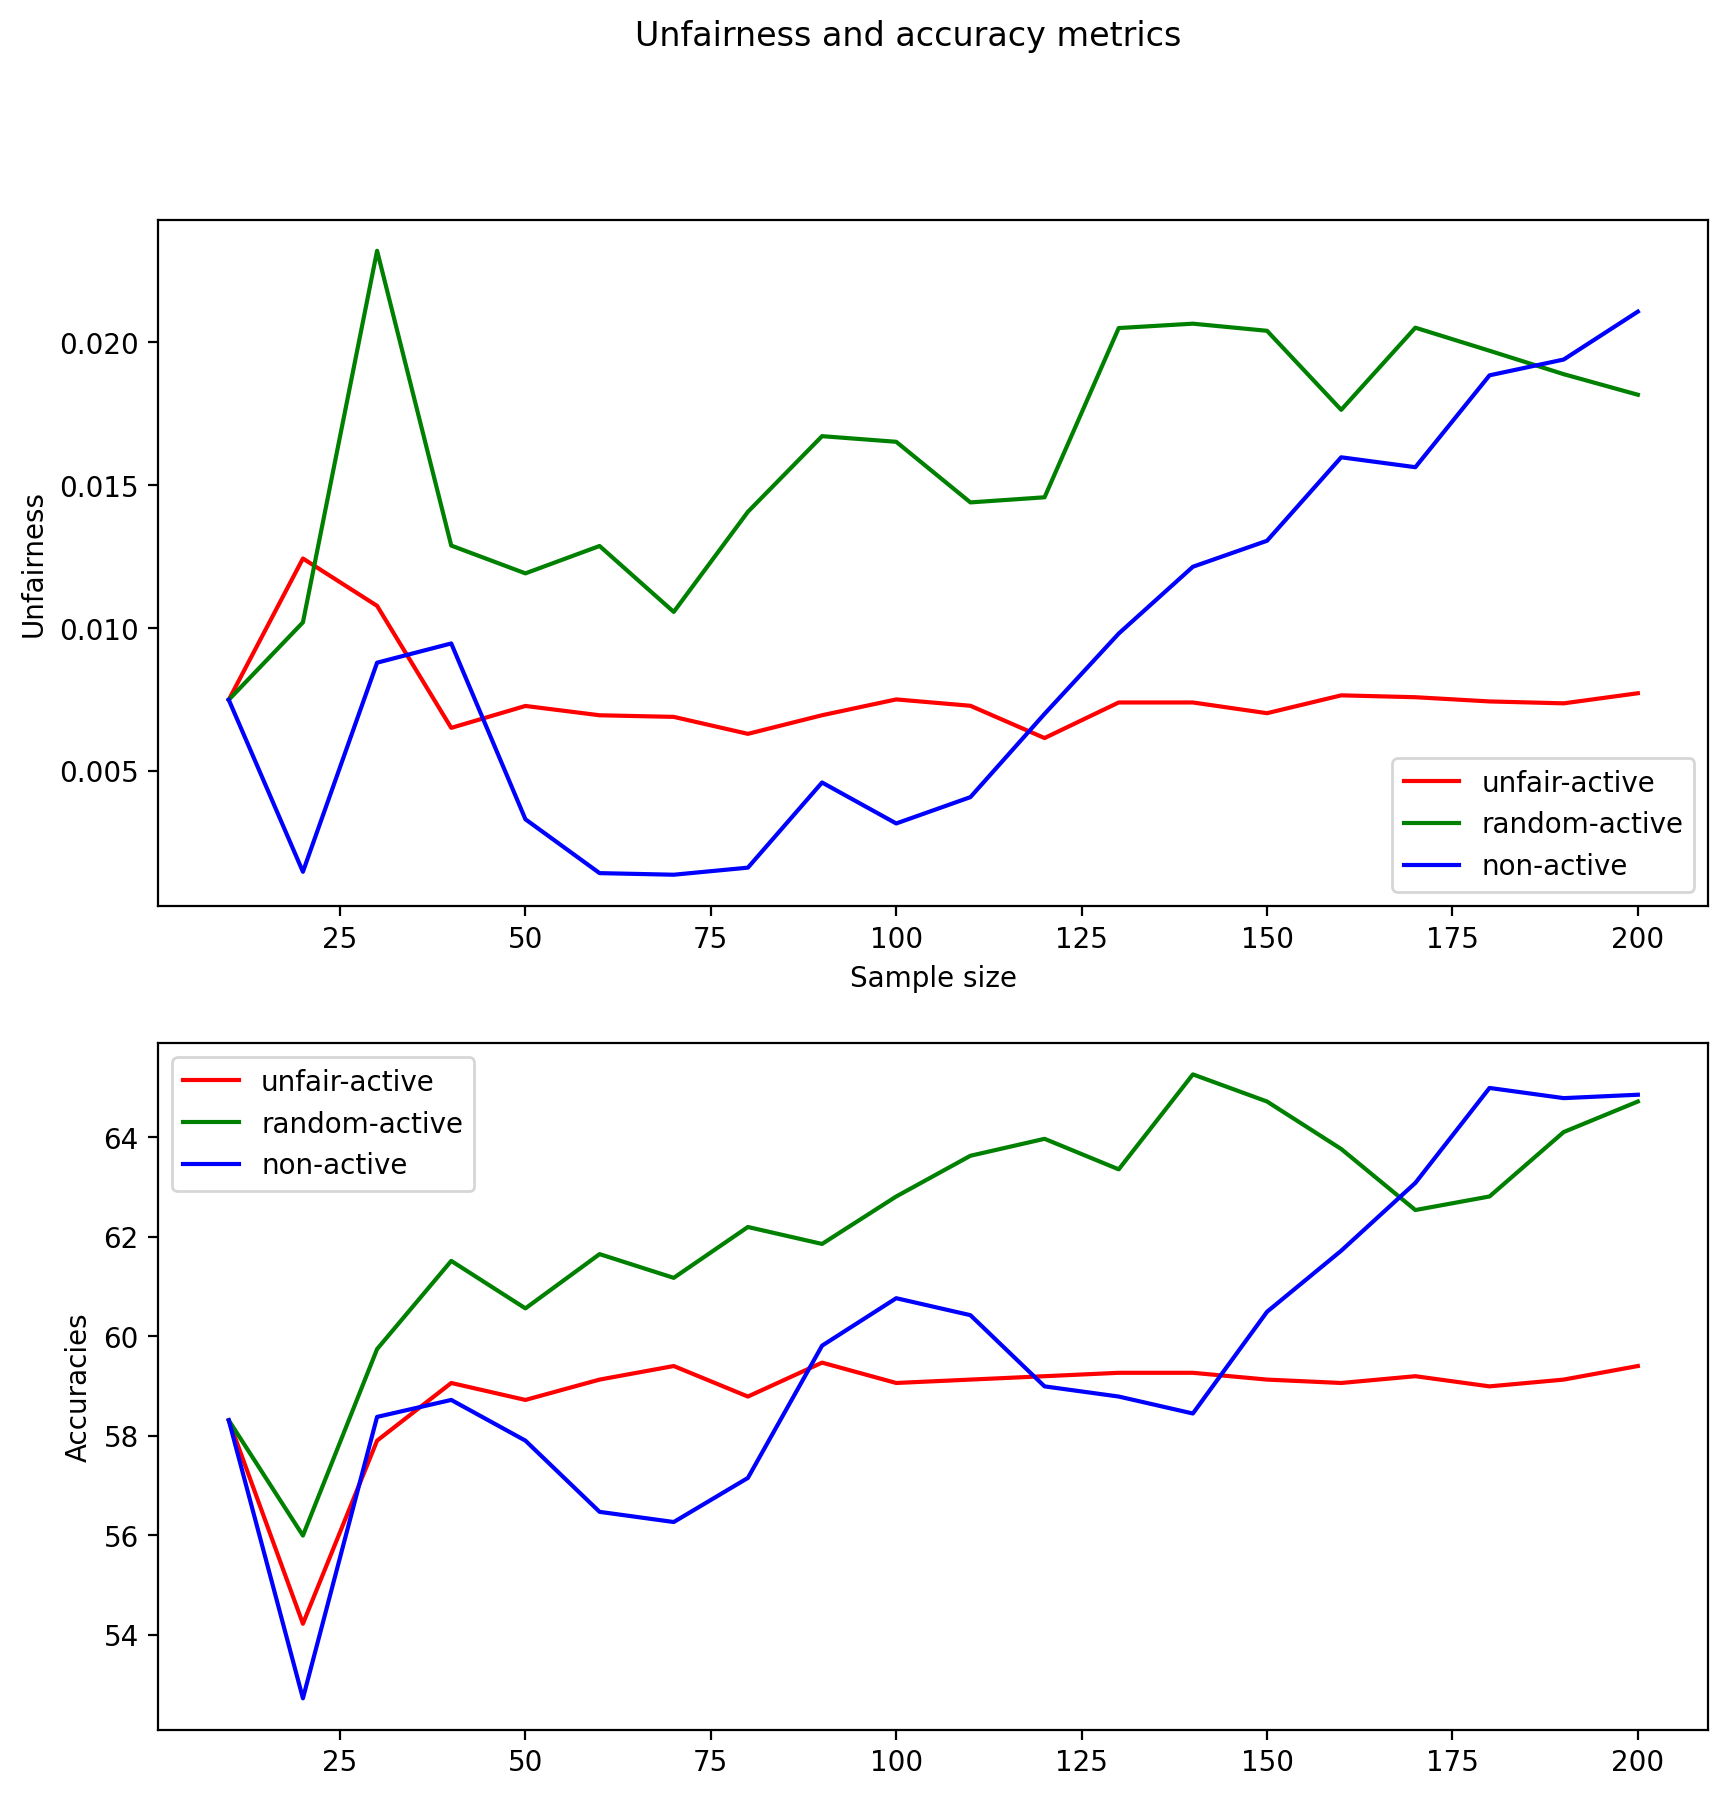 Unfairness and accuracy metrics
Unfairness
0.020
0.015
0.010
0.005
unfair-active
random-active
non-active
25 50 75 100 125 150 175 200
Sample size
Accuracies
64
62
60
58
56
54
unfair-active
random-active
non-active
25 50 75 100 125 150 175 200